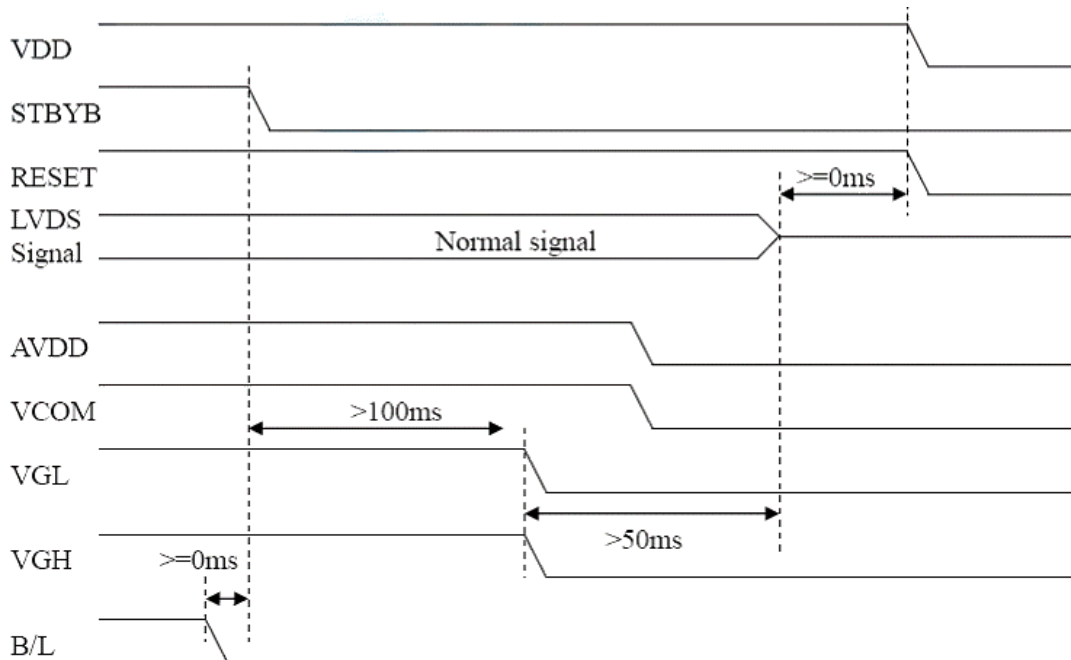 VDD
STBYB
RESET
>=0ms
LVDS
Signal
Normal signal
AVDD
VCOM
>100ms
VGL
>50ms
VGH
>=0ms
B/L